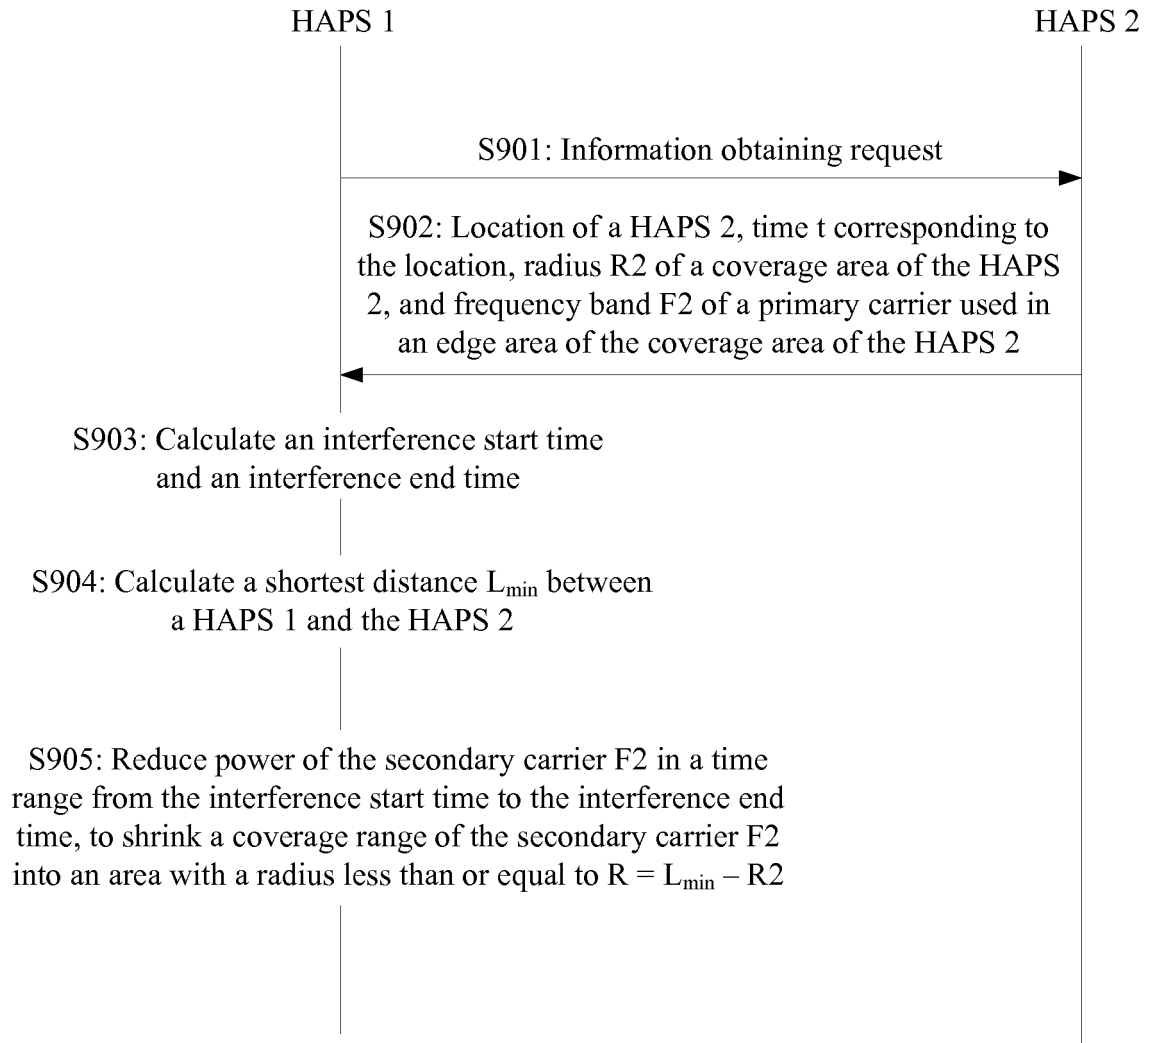 HAPS 1
HAPS 2
S901: Information obtaining request
S902: Location of a HAPS 2, time t corresponding to
the location, radius R2 of a coverage area of the HAPS
2, and frequency band F2 of a primary carrier used in
an edge area of the coverage area of the HAPS 2
S903: Calculate an interference start time
and an interference end time
S904: Calculate a shortest distance Lmin between
a HAPS 1 and the HAPS 2
S905: Reduce power of the secondary carrier F2 in a time
range from the interference start time to the interference end
time, to shrink a coverage range of the secondary carrier F2
into an area with a radius less than or equal to R = Lmin – R2